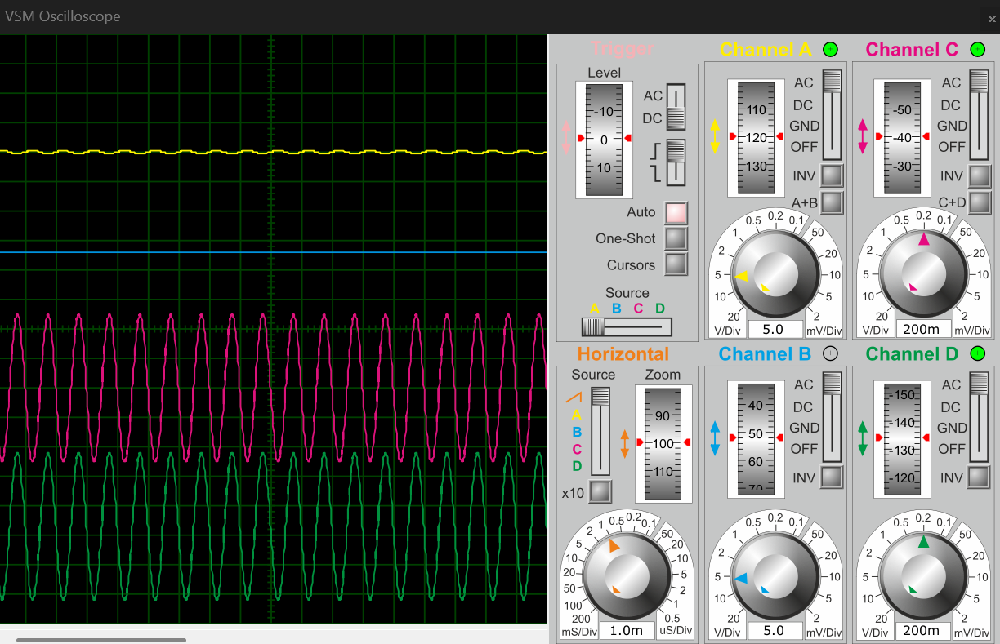 VSM Oscilloscope
×
Trigger
Level
-10
0
10
AC
DC
Auto
One-Shot
Cursors
Source
A B C D
Channel A
110
120
130
AC
DC
GND
OFF
INV
A+B
0.2
0.5 0.1
1 50
2 20
5 10
10 5
20 2
V/Div 5.0 mV/Div
Channel C
-50
-40
-30
AC
DC
GND
OFF
INV
C+D
0.2
0.5 0.1
1 50
2 20
5 10
10 5
20 2
V/Div 200m mV/Div
Horizontal
Source Zoom
A
B
C
D
90
100
110
x10
0.5 0.2
1 0.1
2 50
5 20
10 10
20 5
50 2
100 1
200 0.5
mS/Div 1.0m uS/Div
Channel B
40
50
60
70
AC
DC
GND
OFF
INV
0.2
0.5 0.1
1 50
2 20
5 10
10 5
20 2
V/Div 5.0 mV/Div
Channel D
-150
-140
-130
-120
AC
DC
GND
OFF
INV
0.2
0.5 0.1
1 50
2 20
5 10
10 5
20 2
V/Div 200m mV/Div